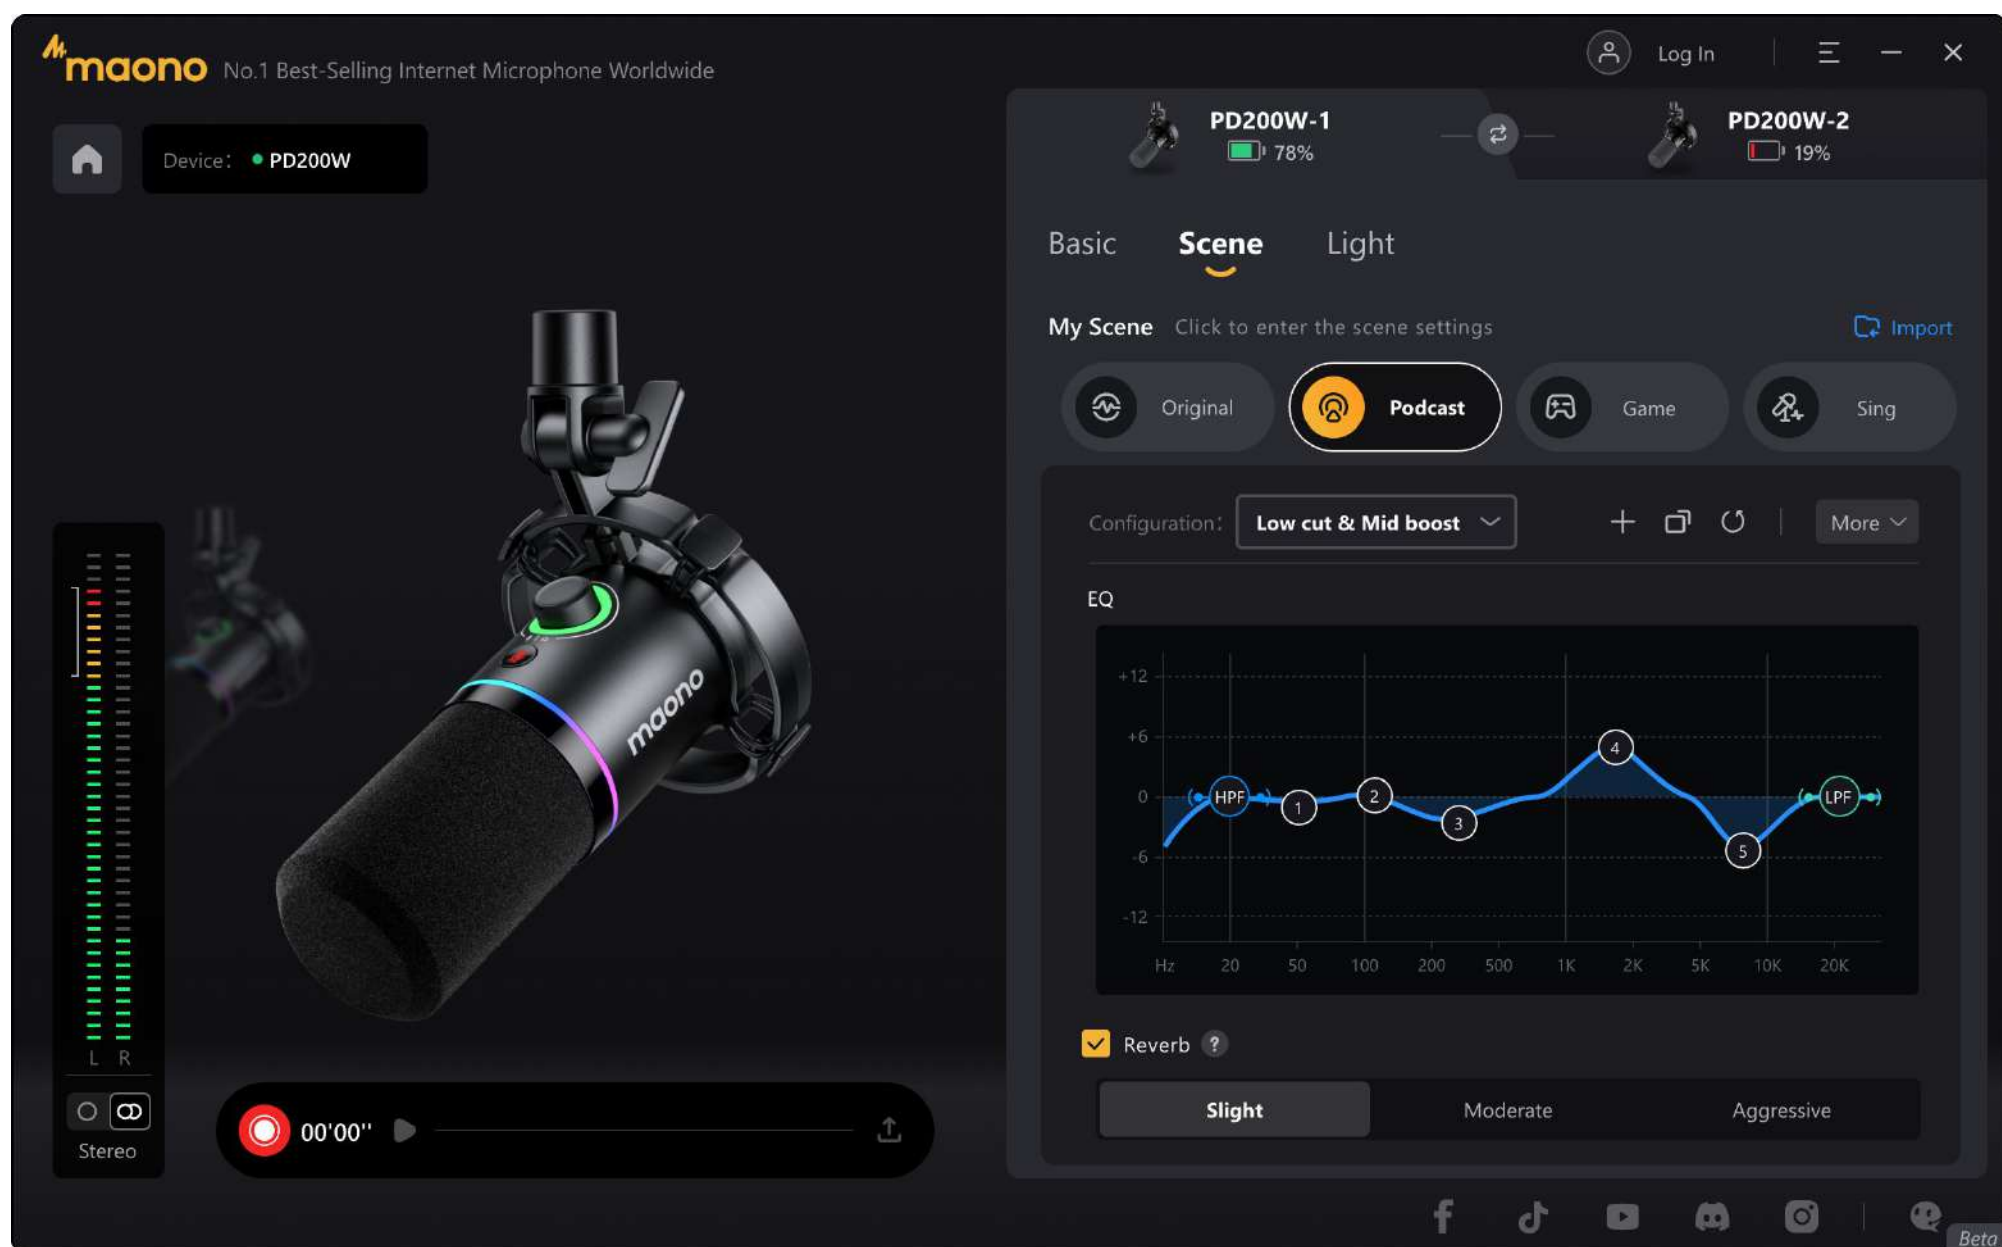 maono No.1 Best-Selling Internet Microphone Worldwide
Log In
Device: PD200W
PD200W-1
78%
PD200W-2
19%
Basic Scene Light
My Scene Click to enter the scene settings Import
Original Podcast Game Sing
Configuration: Low cut & Mid boost More
EQ
+12
+6
0
-6
-12
HPF 1 2 3 4 5 LPF
Hz 20 50 100 200 500 1K 2K 5K 10K 20K
maono
L R
Stereo
00'00''
Reverb ?
Slight Moderate Aggressive
Beta